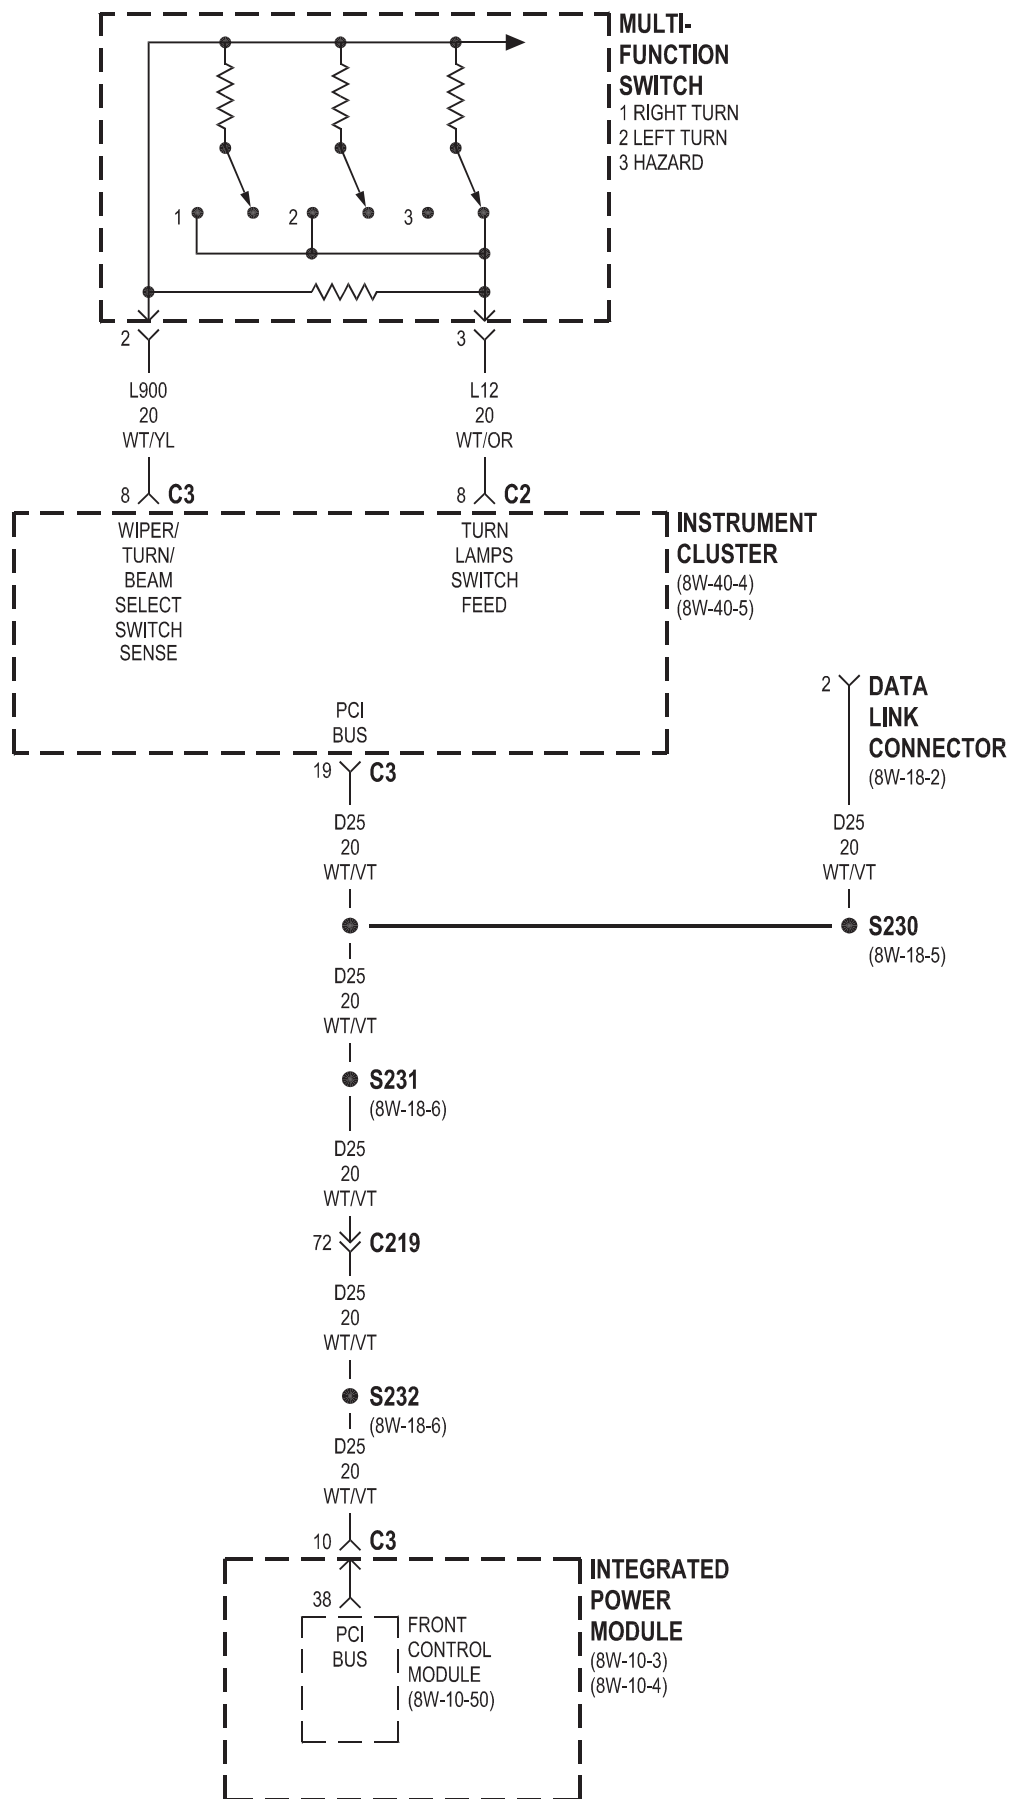 MULTI-
FUNCTION
SWITCH
1 RIGHT TURN
2 LEFT TURN
3 HAZARD
1
2
3
2
3
L900
20
WT/YL
L12
20
WT/OR
8
C3
8
C2
INSTRUMENT
CLUSTER
(8W-40-4)
(8W-40-5)
WIPER/
TURN/
BEAM
SELECT
SWITCH
SENSE
TURN
LAMPS
SWITCH
FEED
PCI
BUS
2
DATA
LINK
CONNECTOR
(8W-18-2)
19
C3
D25
20
WT/VT
D25
20
WT/VT
S230
(8W-18-5)
D25
20
WT/VT
S231
(8W-18-6)
D25
20
WT/VT
72
C219
D25
20
WT/VT
S232
(8W-18-6)
D25
20
WT/VT
10
C3
INTEGRATED
POWER
MODULE
(8W-10-3)
(8W-10-4)
38
PCI
BUS
FRONT
CONTROL
MODULE
(8W-10-50)